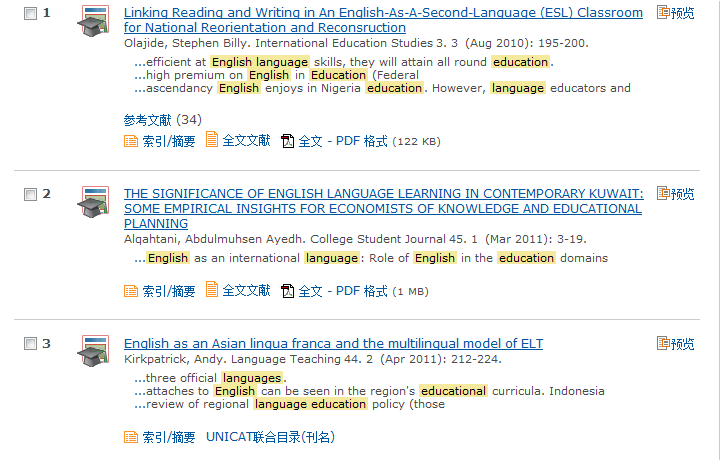 1 Linking Reading and Writing in An English-As-A-Second-Language (ESL) Classroom 预览
for National Reorientation and Reconsruction
Olajide, Stephen Billy. International Education Studies 3. 3 (Aug 2010): 195-200.
...efficient at English language skills, they will attain all round education.
...high premium on English in Education (Federal
...ascendancy English enjoys in Nigeria education. However, language educators and
参考文献 (34)
索引/摘要 全文文献 全文 - PDF 格式 (122 KB)
2 THE SIGNIFICANCE OF ENGLISH LANGUAGE LEARNING IN CONTEMPORARY KUWAIT: 预览
SOME EMPIRICAL INSIGHTS FOR ECONOMISTS OF KNOWLEDGE AND EDUCATIONAL
PLANNING
Alqahtani, Abdulmuhsen Ayedh. College Student Journal 45. 1 (Mar 2011): 3-19.
...English as an international language: Role of English in the education domains
索引/摘要 全文文献 全文 - PDF 格式 (1 MB)
3 English as an Asian lingua franca and the multilingual model of ELT 预览
Kirkpatrick, Andy. Language Teaching 44. 2 (Apr 2011): 212-224.
...three official languages.
...attaches to English can be seen in the region's educational curricula. Indonesia
...review of regional language education policy (those
索引/摘要 UNICAT联合目录(刊名)